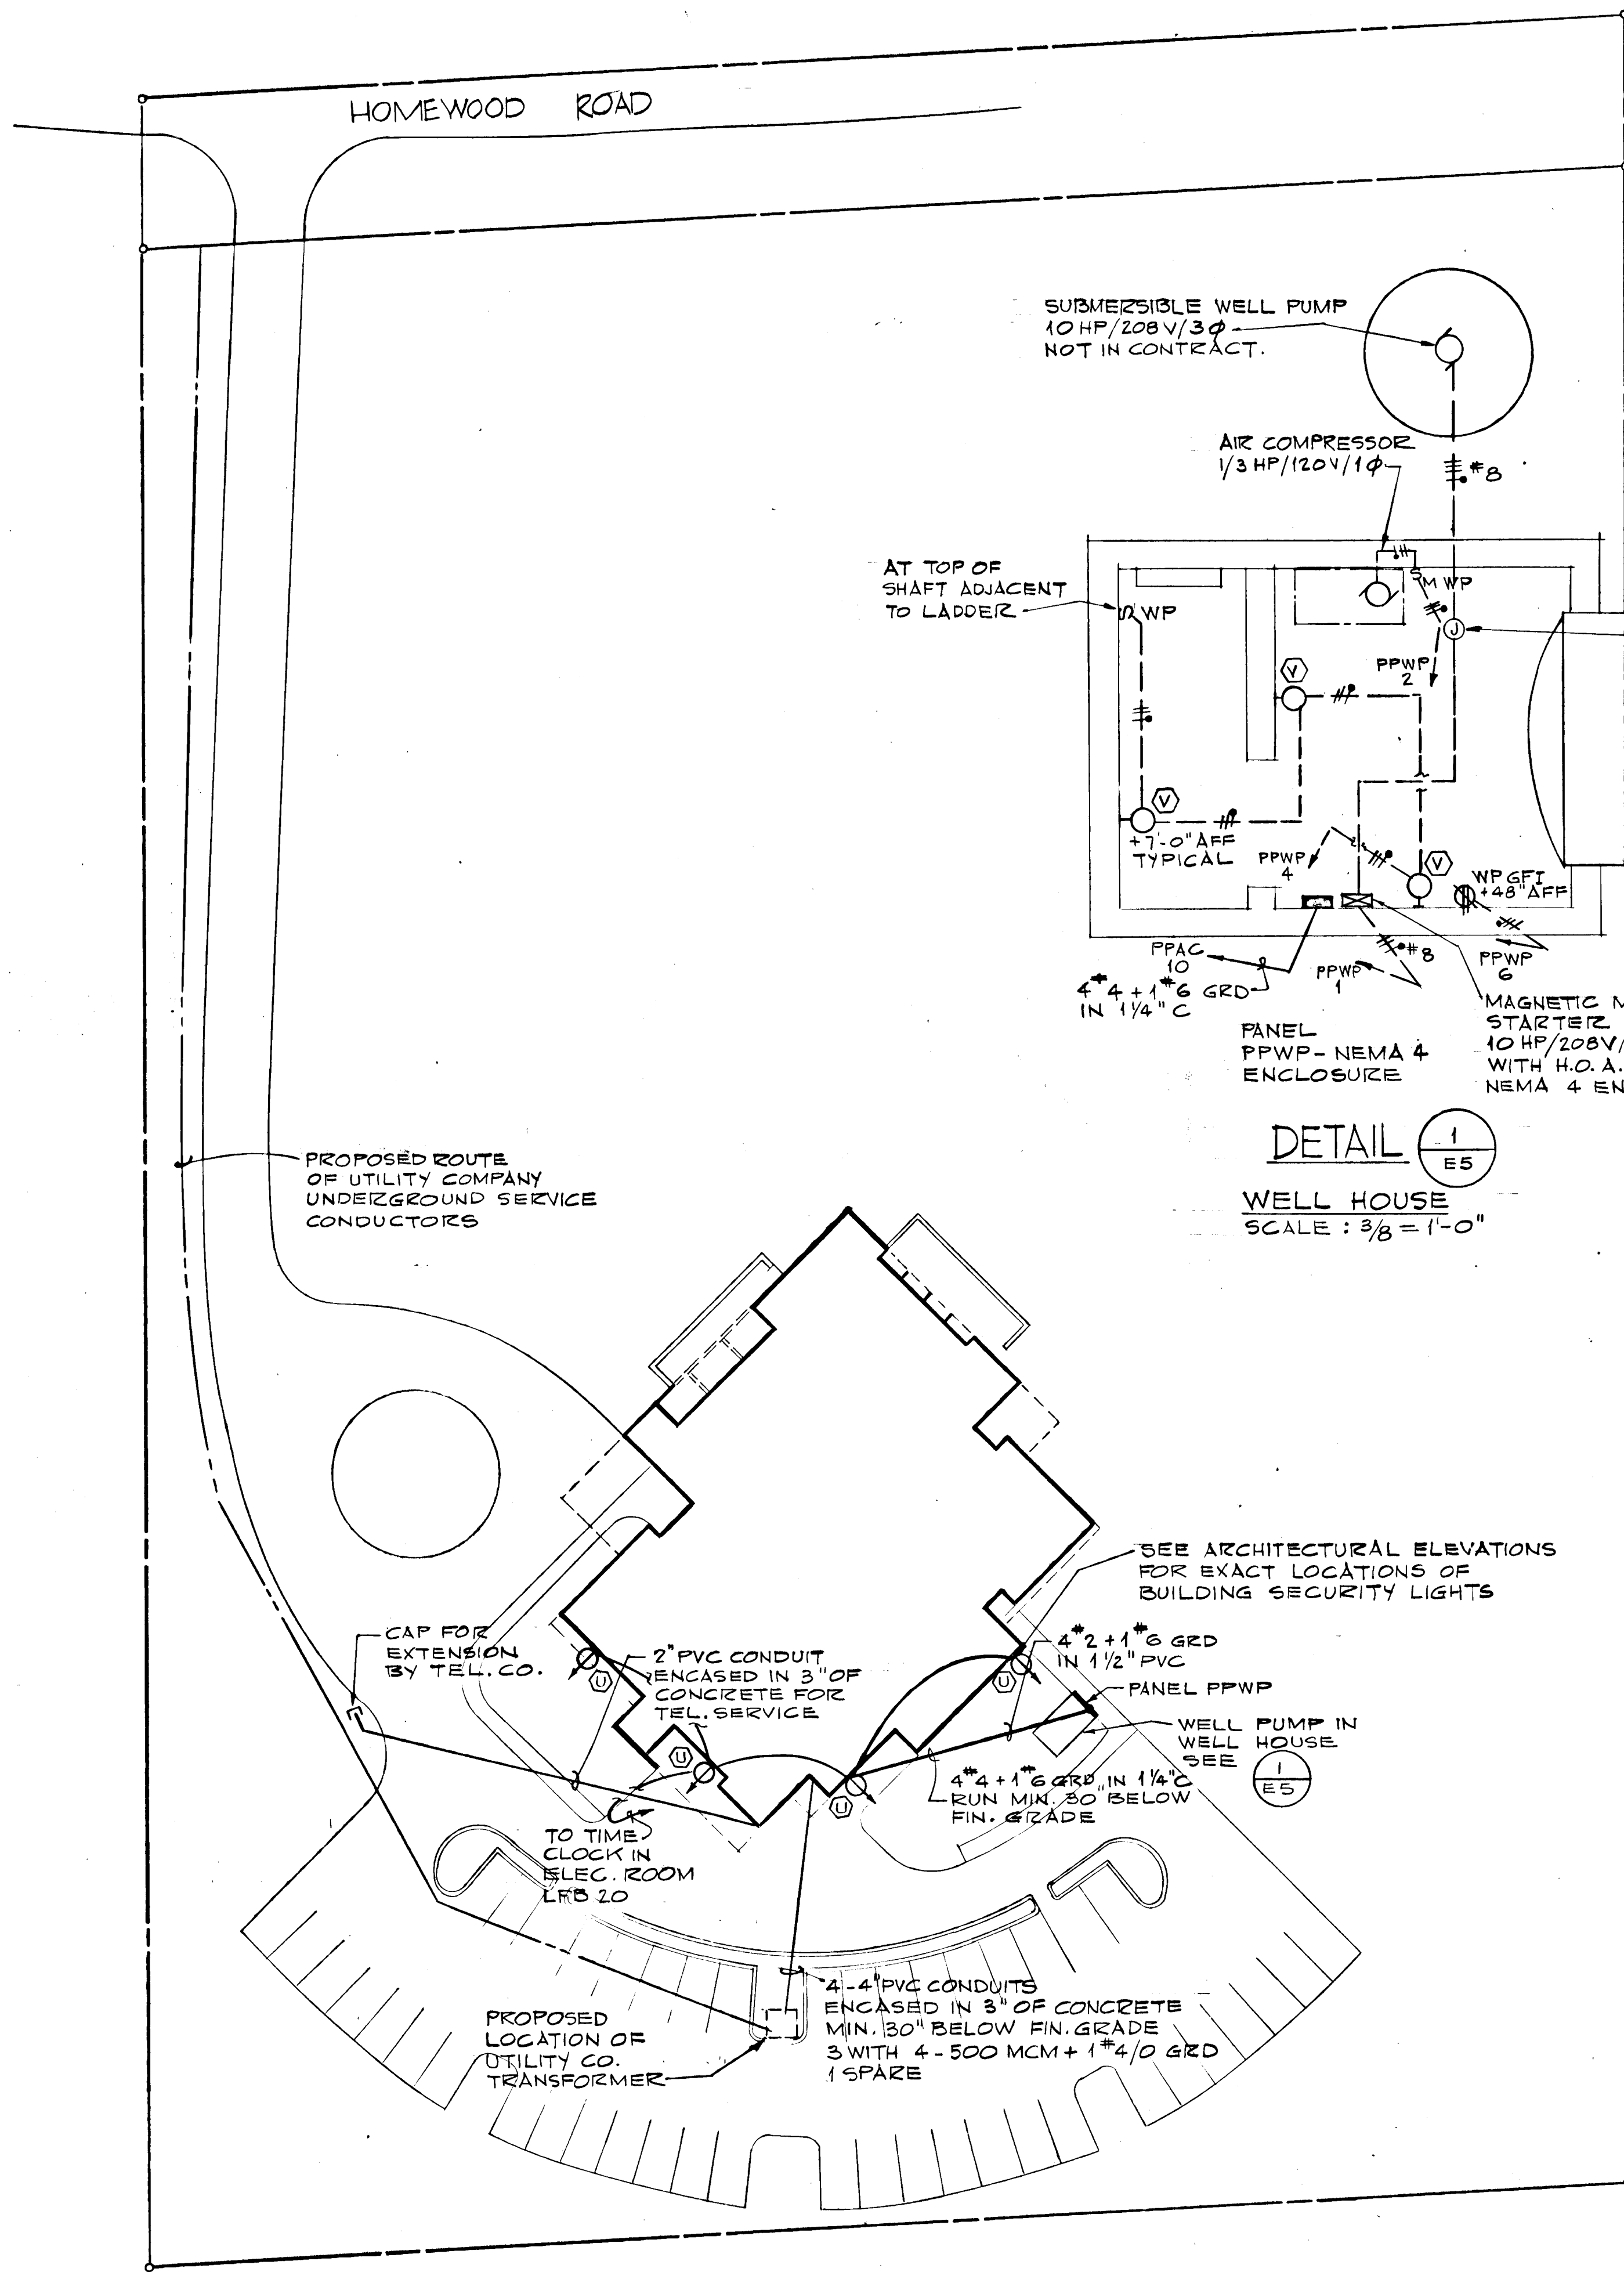 HOMEWOOD ROAD
SUBMERSIBLE WELL PUMP
10 HP/208V/3Φ
NOT IN CONTRACT.
AIR COMPRESSOR
1/3 HP/120V/1Φ
#8
AT TOP OF
SHAFT ADJACENT
TO LADDER
WP
SM WP
J
PPWP
2
V
V
+7'-0" AFF
TYPICAL
PPWP
4
V
WP GFI
+48" AFF
PPAC
10
4#4 + 1#6 GRD
IN 1 1/4" C
#8
PPWP
1
PPWP
6
PANEL
PPWP - NEMA 4
ENCLOSURE
MAGNETIC M
STARTER
10 HP/208V/
WITH H.O.A.
NEMA 4 EN
DETAIL 1
E5
WELL HOUSE
SCALE : 3/8 = 1'-0"
PROPOSED ROUTE
OF UTILITY COMPANY
UNDERGROUND SERVICE
CONDUCTORS
SEE ARCHITECTURAL ELEVATIONS
FOR EXACT LOCATIONS OF
BUILDING SECURITY LIGHTS
CAP FOR
EXTENSION
BY TEL. CO.
2" PVC CONDUIT
ENCASED IN 3" OF
CONCRETE FOR
TEL. SERVICE
4#2 + 1#6 GRD
IN 1 1/2" PVC
PANEL PPWP
WELL PUMP IN
WELL HOUSE
SEE 1
E5
U
U
U
U
4#4 + 1#6 GRD. IN 1 1/4" C
RUN MIN. 30" BELOW
FIN. GRADE
TO TIME
CLOCK IN
ELEC. ROOM
LFB 20
4-4" PVC CONDUITS
ENCASED IN 3" OF CONCRETE
MIN. 30" BELOW FIN. GRADE
3 WITH 4-500 MCM + 1#4/0 GRD
1 SPARE
PROPOSED
LOCATION OF
UTILITY CO.
TRANSFORMER